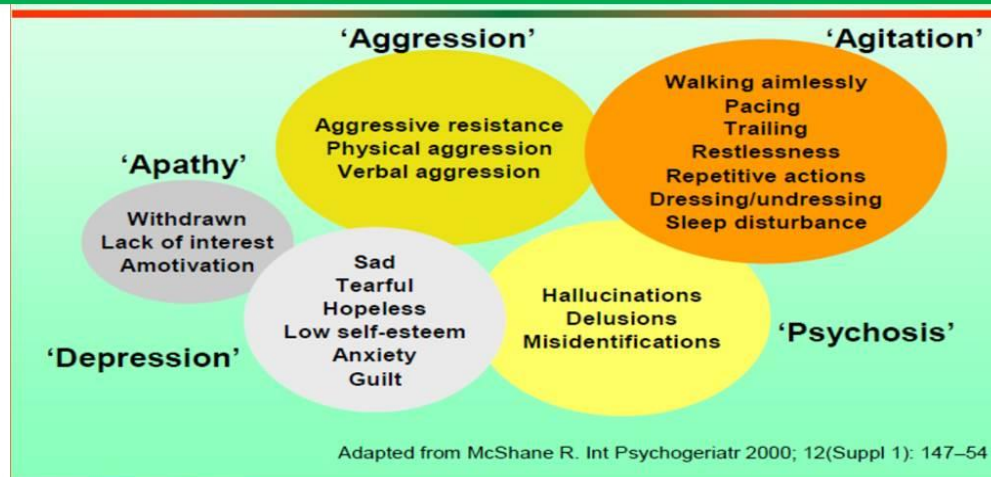 ‘Aggression’
Aggressive resistance
Physical aggression
Verbal aggression
‘Agitation’
Walking aimlessly
Pacing
Trailing
Restlessness
Repetitive actions
Dressing/undressing
Sleep disturbance
‘Apathy’
Withdrawn
Lack of interest
Amotivation
‘Depression’
Sad
Tearful
Hopeless
Low self-esteem
Anxiety
Guilt
Hallucinations
Delusions
Misidentifications
‘Psychosis’
Adapted from McShane R. Int Psychogeriatr 2000; 12(Suppl 1): 147–54